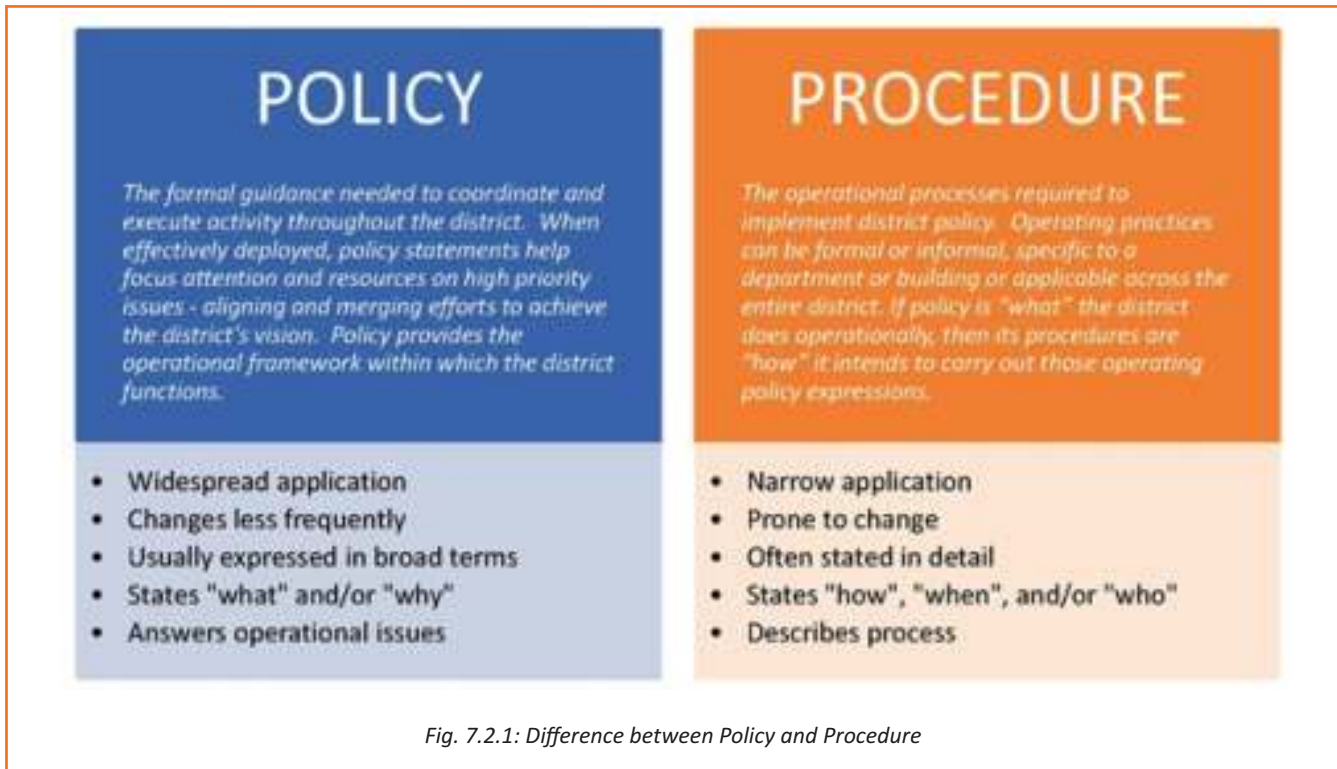 POLICY
The formal guidance needed to coordinate and
execute activity throughout the district. When
effectively deployed, policy statements help
focus attention and resources on high priority
issues - aligning and merging efforts to achieve
the district's vision. Policy provides the
operational framework within which the district
functions.
• Widespread application
• Changes less frequently
• Usually expressed in broad terms
• States "what" and/or "why"
• Answers operational issues
PROCEDURE
The operational processes required to
implement district policy. Operating practices
can be formal or informal, specific to a
department or building or applicable across the
entire district. If policy is "what" the district
does operationally, then its procedures are
"how" it intends to carry out those operating
policy expressions.
• Narrow application
• Prone to change
• Often stated in detail
• States "how", "when", and/or "who"
• Describes process
Fig. 7.2.1: Difference between Policy and Procedure